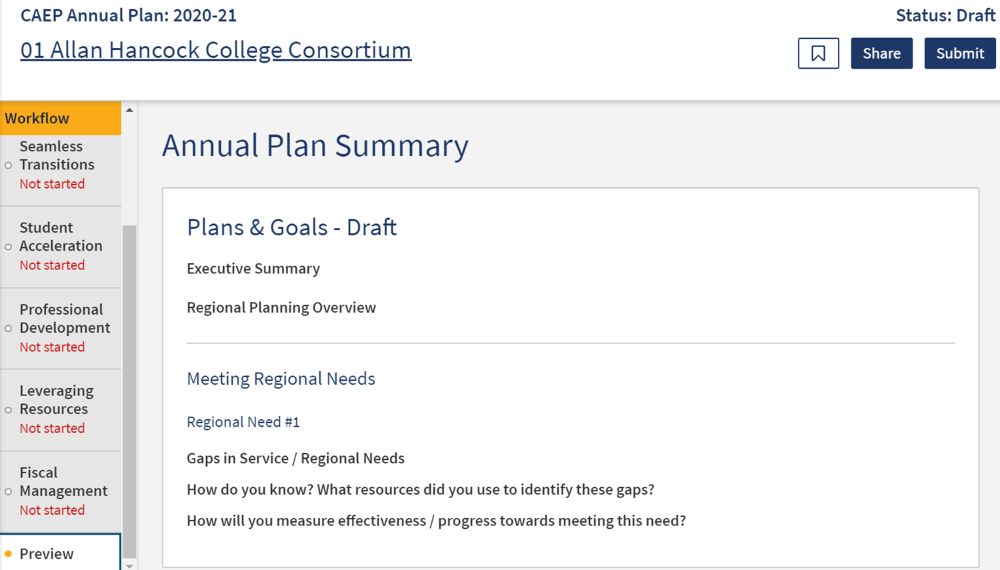 CAEP Annual Plan: 2020-21
Status: Draft
01 Allan Hancock College Consortium
Share
Submit
Workflow
Seamless
Transitions
Not started
Student
Acceleration
Not started
Professional
Development
Not started
Leveraging
Resources
Not started
Fiscal
Management
Not started
Preview
Annual Plan Summary
Plans & Goals - Draft
Executive Summary
Regional Planning Overview
Meeting Regional Needs
Regional Need #1
Gaps in Service / Regional Needs
How do you know? What resources did you use to identify these gaps?
How will you measure effectiveness / progress towards meeting this need?